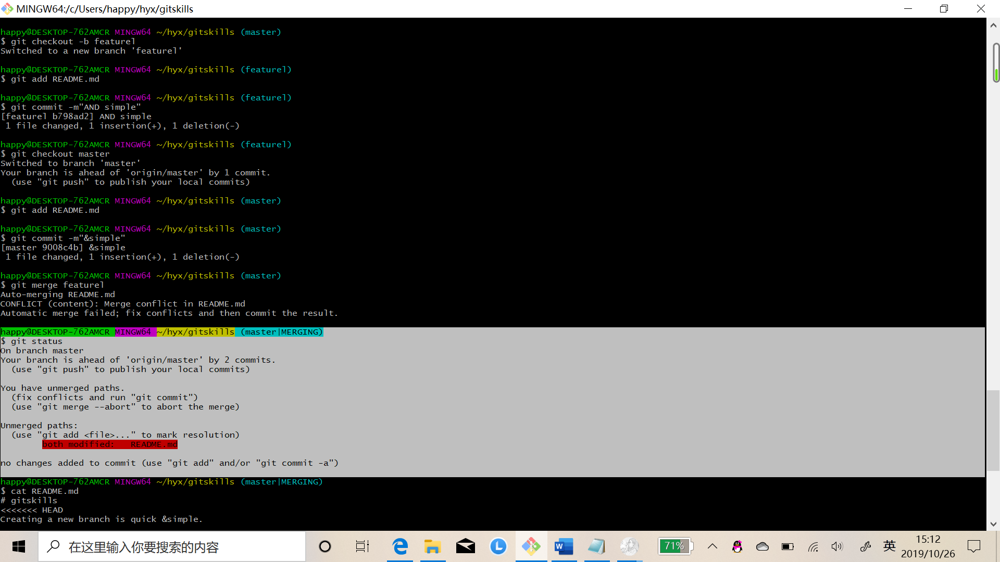 MINGW64:/c/Users/happy/hyx/gitskills
happy@DESKTOP-762AMCR MINGW64 ~/hyx/gitskills (master)
$ git checkout -b featurel
Switched to a new branch 'featurel'
happy@DESKTOP-762AMCR MINGW64 ~/hyx/gitskills (featurel)
$ git add README.md
happy@DESKTOP-762AMCR MINGW64 ~/hyx/gitskills (featurel)
$ git commit -m"AND simple"
[featurel b798ad2] AND simple
 1 file changed, 1 insertion(+), 1 deletion(-)
happy@DESKTOP-762AMCR MINGW64 ~/hyx/gitskills (featurel)
$ git checkout master
Switched to branch 'master'
Your branch is ahead of 'origin/master' by 1 commit.
  (use "git push" to publish your local commits)
happy@DESKTOP-762AMCR MINGW64 ~/hyx/gitskills (master)
$ git add README.md
happy@DESKTOP-762AMCR MINGW64 ~/hyx/gitskills (master)
$ git commit -m"&simple"
[master 9008c4b] &simple
 1 file changed, 1 insertion(+), 1 deletion(-)
happy@DESKTOP-762AMCR MINGW64 ~/hyx/gitskills (master)
$ git merge featurel
Auto-merging README.md
CONFLICT (content): Merge conflict in README.md
Automatic merge failed; fix conflicts and then commit the result.
happy@DESKTOP-762AMCR MINGW64 ~/hyx/gitskills (master|MERGING)
$ git status
On branch master
Your branch is ahead of 'origin/master' by 2 commits.
  (use "git push" to publish your local commits)
You have unmerged paths.
  (fix conflicts and run "git commit")
  (use "git merge --abort" to abort the merge)
Unmerged paths:
  (use "git add <file>..." to mark resolution)
        both modified:   README.md
no changes added to commit (use "git add" and/or "git commit -a")
happy@DESKTOP-762AMCR MINGW64 ~/hyx/gitskills (master|MERGING)
$ cat README.md
# gitskills
<<<<<<< HEAD
Creating a new branch is quick &simple.
在这里输入你要搜索的内容
71%
英
15:12
2019/10/26